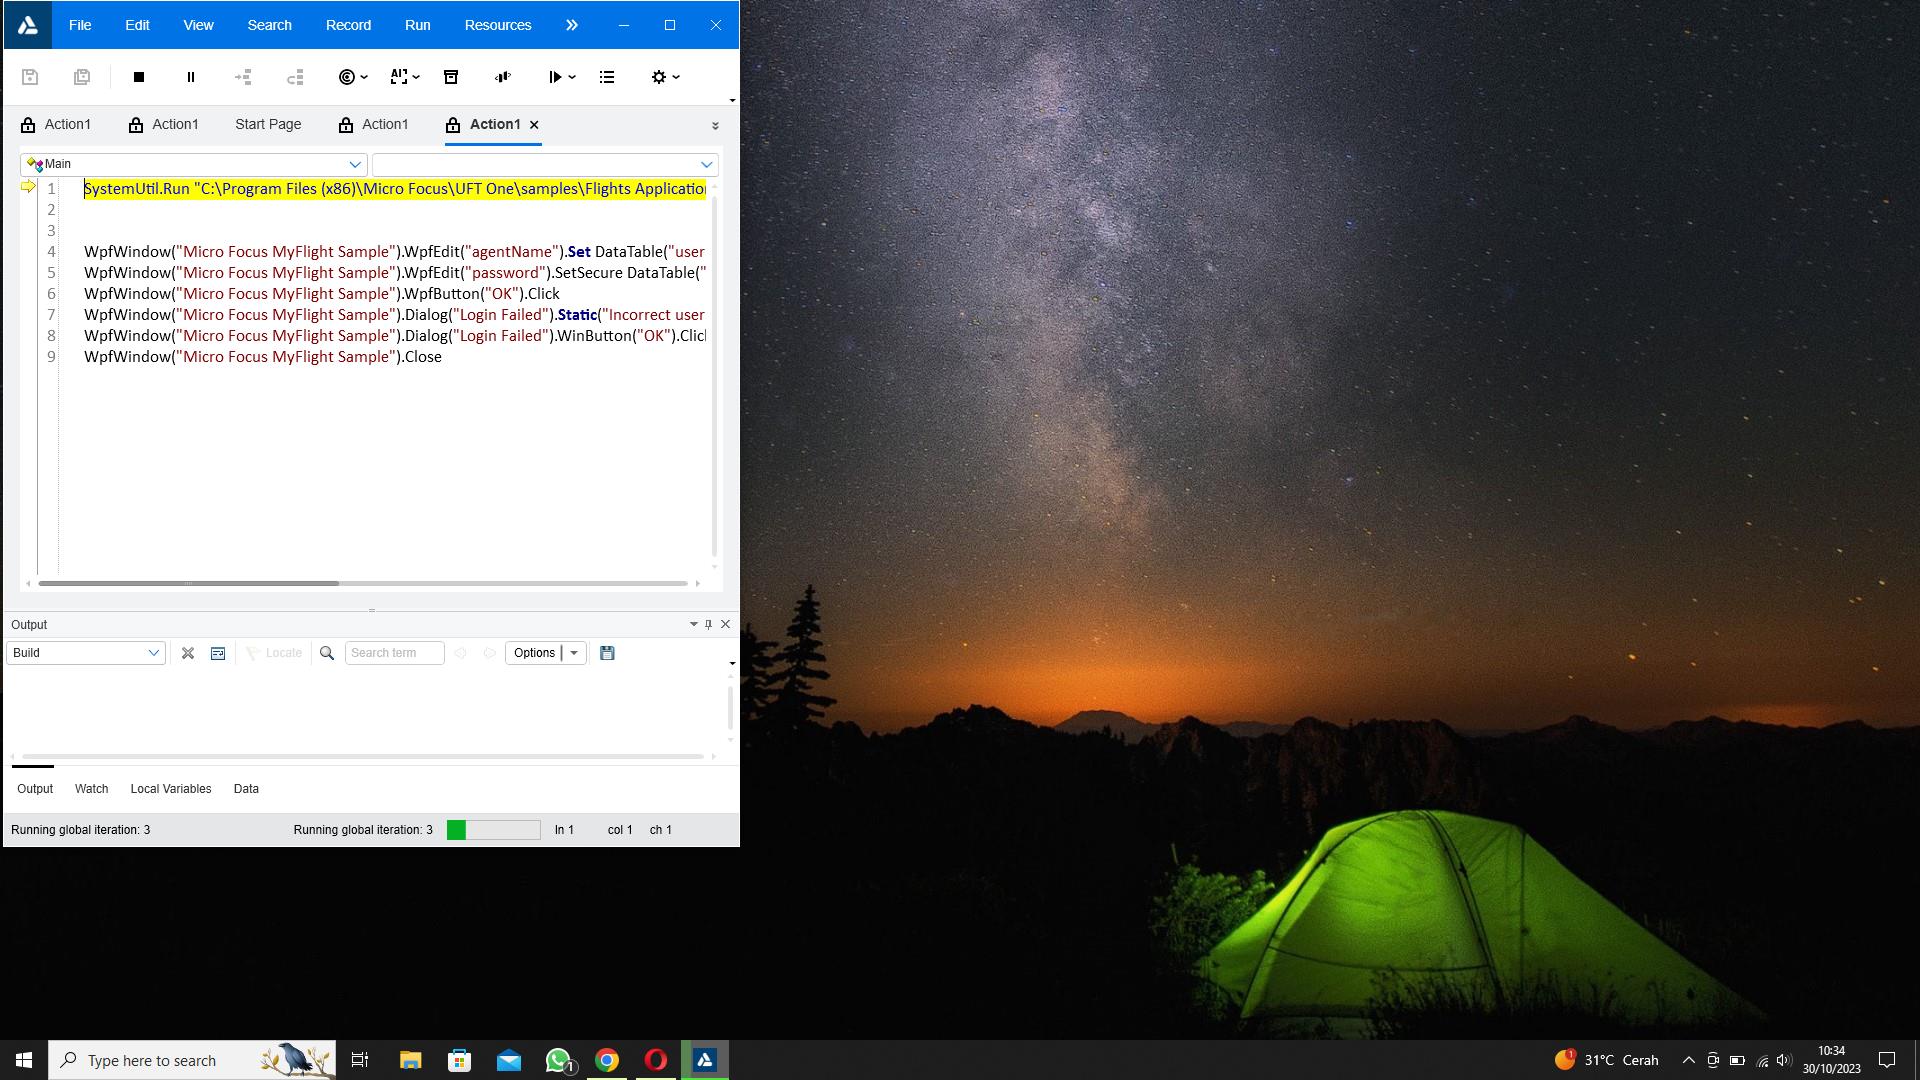 File Edit View Search Record Run Resources
Action1 Action1 Start Page Action1 Action1
Main
1 SystemUtil.Run "C:\Program Files (x86)\Micro Focus\UFT One\samples\Flights Application
2
3
4 WpfWindow("Micro Focus MyFlight Sample").WpfEdit("agentName").Set DataTable("user
5 WpfWindow("Micro Focus MyFlight Sample").WpfEdit("password").SetSecure DataTable("
6 WpfWindow("Micro Focus MyFlight Sample").WpfButton("OK").Click
7 WpfWindow("Micro Focus MyFlight Sample").Dialog("Login Failed").Static("Incorrect user
8 WpfWindow("Micro Focus MyFlight Sample").Dialog("Login Failed").WinButton("OK").Click
9 WpfWindow("Micro Focus MyFlight Sample").Close
Output
Build Locate Search term Options
Output Watch Local Variables Data
Running global iteration: 3 Running global iteration: 3 ln 1 col 1 ch 1
Type here to search 1 1 31°C Cerah 10:34
30/10/2023